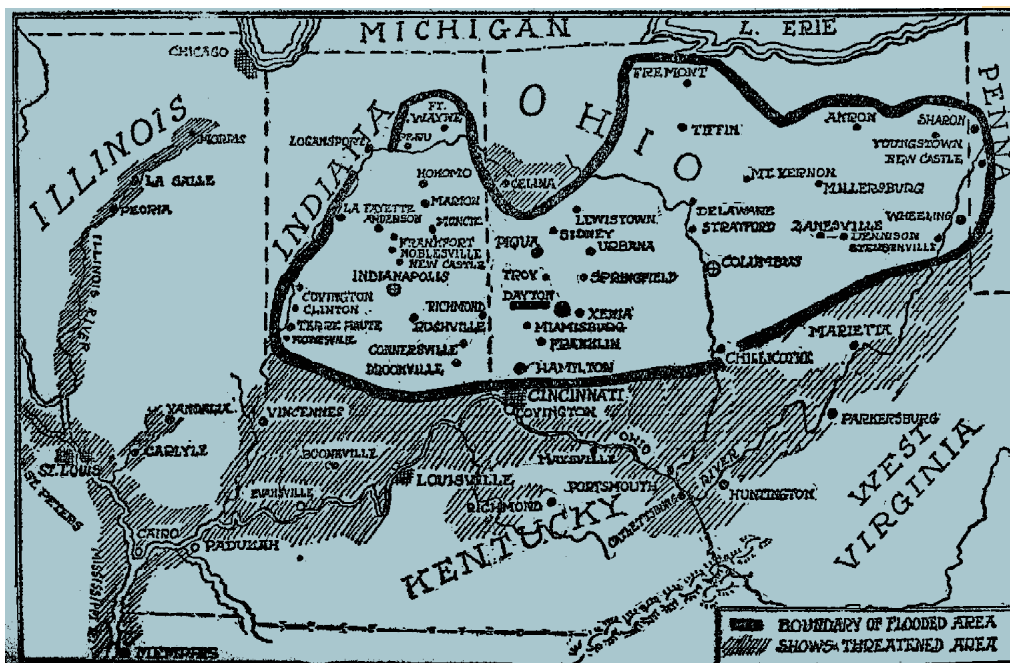 MICHIGAN
L. ERIE
CHICAGO
ILLINOIS
INDIANA
OHIO
PENNA
FREMONT
FT. WAYNE
PERU
LOGANSPORT
TIFFIN
AKRON
SHARON
YOUNGSTOWN
NEW CASTLE
MORRIS
LA SALLE
PEORIA
ILLINOIS RIVER
CELINA
KOKOMO
MARION
MUNCIE
LA FAYETTE
ANDERSON
FRANKFORT
NOBLESVILLE
NEW CASTLE
INDIANAPOLIS
MT. VERNON
MILLERSBURG
DELAWARE
STRATFORD
ZANESVILLE
WHEELING
DENNISON
STEUBENVILLE
LEWISTOWN
SIDNEY
PIQUA
URBANA
TROY
SPRINGFIELD
COLUMBUS
DAYTON
XENIA
MIAMISBURG
FRANKLIN
HAMILTON
COVINGTON
CLINTON
TERRE HAUTE
RICHMOND
RUSHVILLE
CONNERSVILLE
BROOKVILLE
MARIETTA
CHILLICOTHE
CINCINNATI
COVINGTON
VANDALIA
VINCENNES
PARKERSBURG
CARLYLE
ST. LOUIS
ST. PETERS
BOONEVILLE
EVANSVILLE
LOUISVILLE
MAYSVILLE
OHIO RIVER
PORTSMOUTH
HUNTINGTON
RICHMOND
CATLETTSBURG
WEST VIRGINIA
KENTUCKY
CAIRO
PADUKAH
MISSISSIPPI
MEMPHIS
BOUNDARY OF FLOODED AREA
SHOWS THREATENED AREA